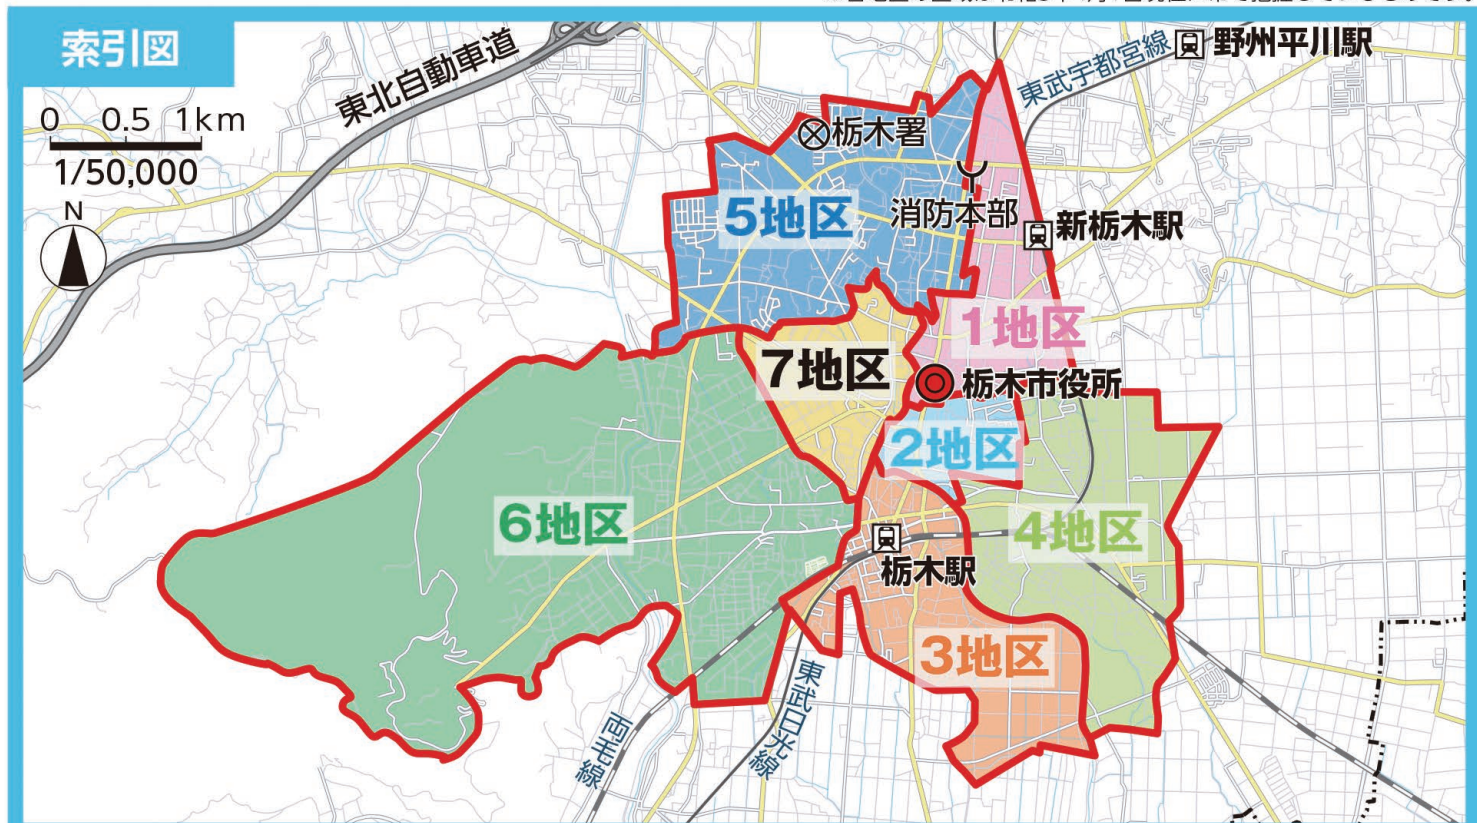 索引図
0 0.5 1km
1/50,000
N
東北自動車道
東武宇都宮線
野州平川駅
栃木署
5地区
消防本部
新栃木駅
1地区
7地区
栃木市役所
2地区
6地区
4地区
栃木駅
3地区
東武日光線
両毛線